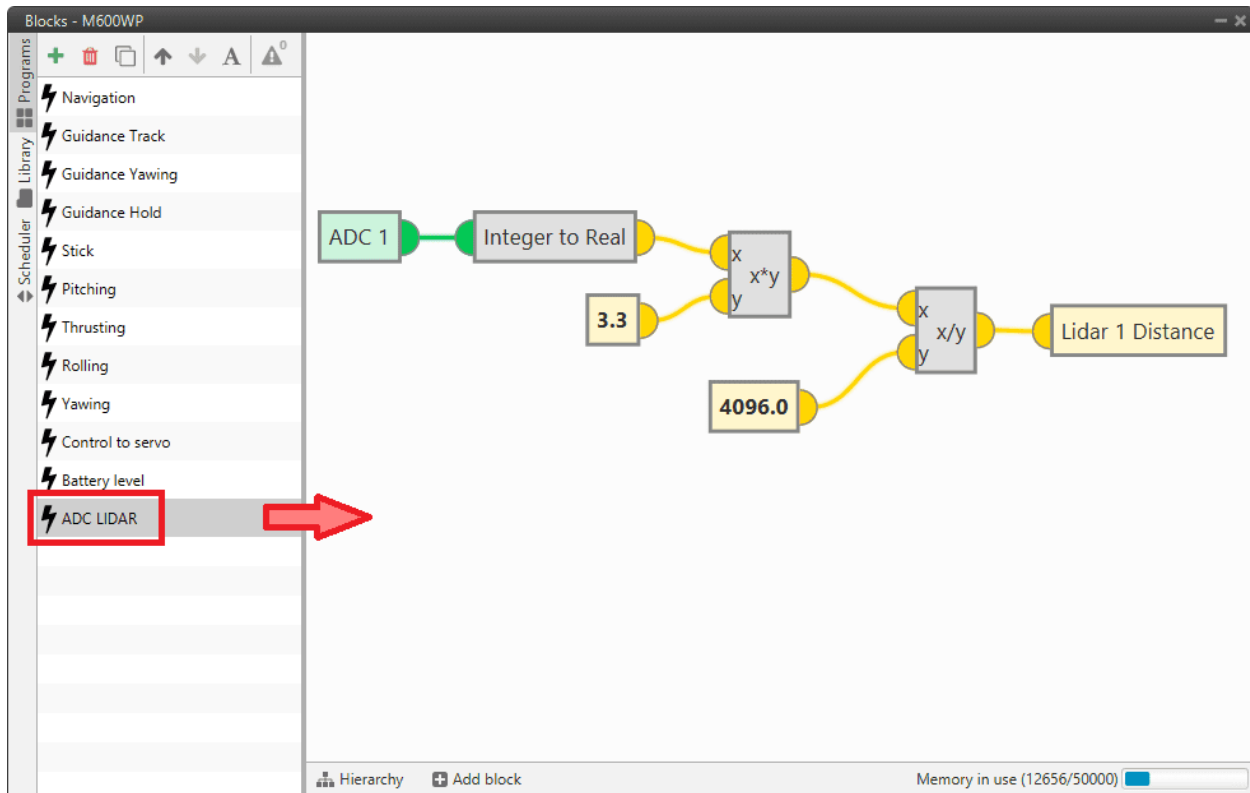 Blocks - M600WP
Programs
Library
Scheduler
A
0
Navigation
Guidance Track
Guidance Yawing
Guidance Hold
Stick
Pitching
Thrusting
Rolling
Yawing
Control to servo
Battery level
ADC LIDAR
ADC 1
Integer to Real
3.3
x
x*y
y
4096.0
x
x/y
y
Lidar 1 Distance
Hierarchy
Add block
Memory in use (12656/50000)